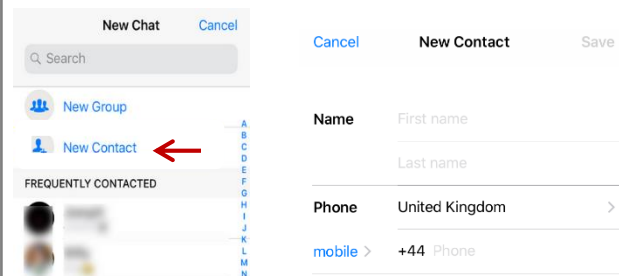 New Chat Cancel
Search
New Group
New Contact
FREQUENTLY CONTACTED
A
B
C
D
E
F
G
H
I
J
K
L
M
N
Cancel New Contact Save
Name First name
Last name
Phone United Kingdom
mobile +44 Phone